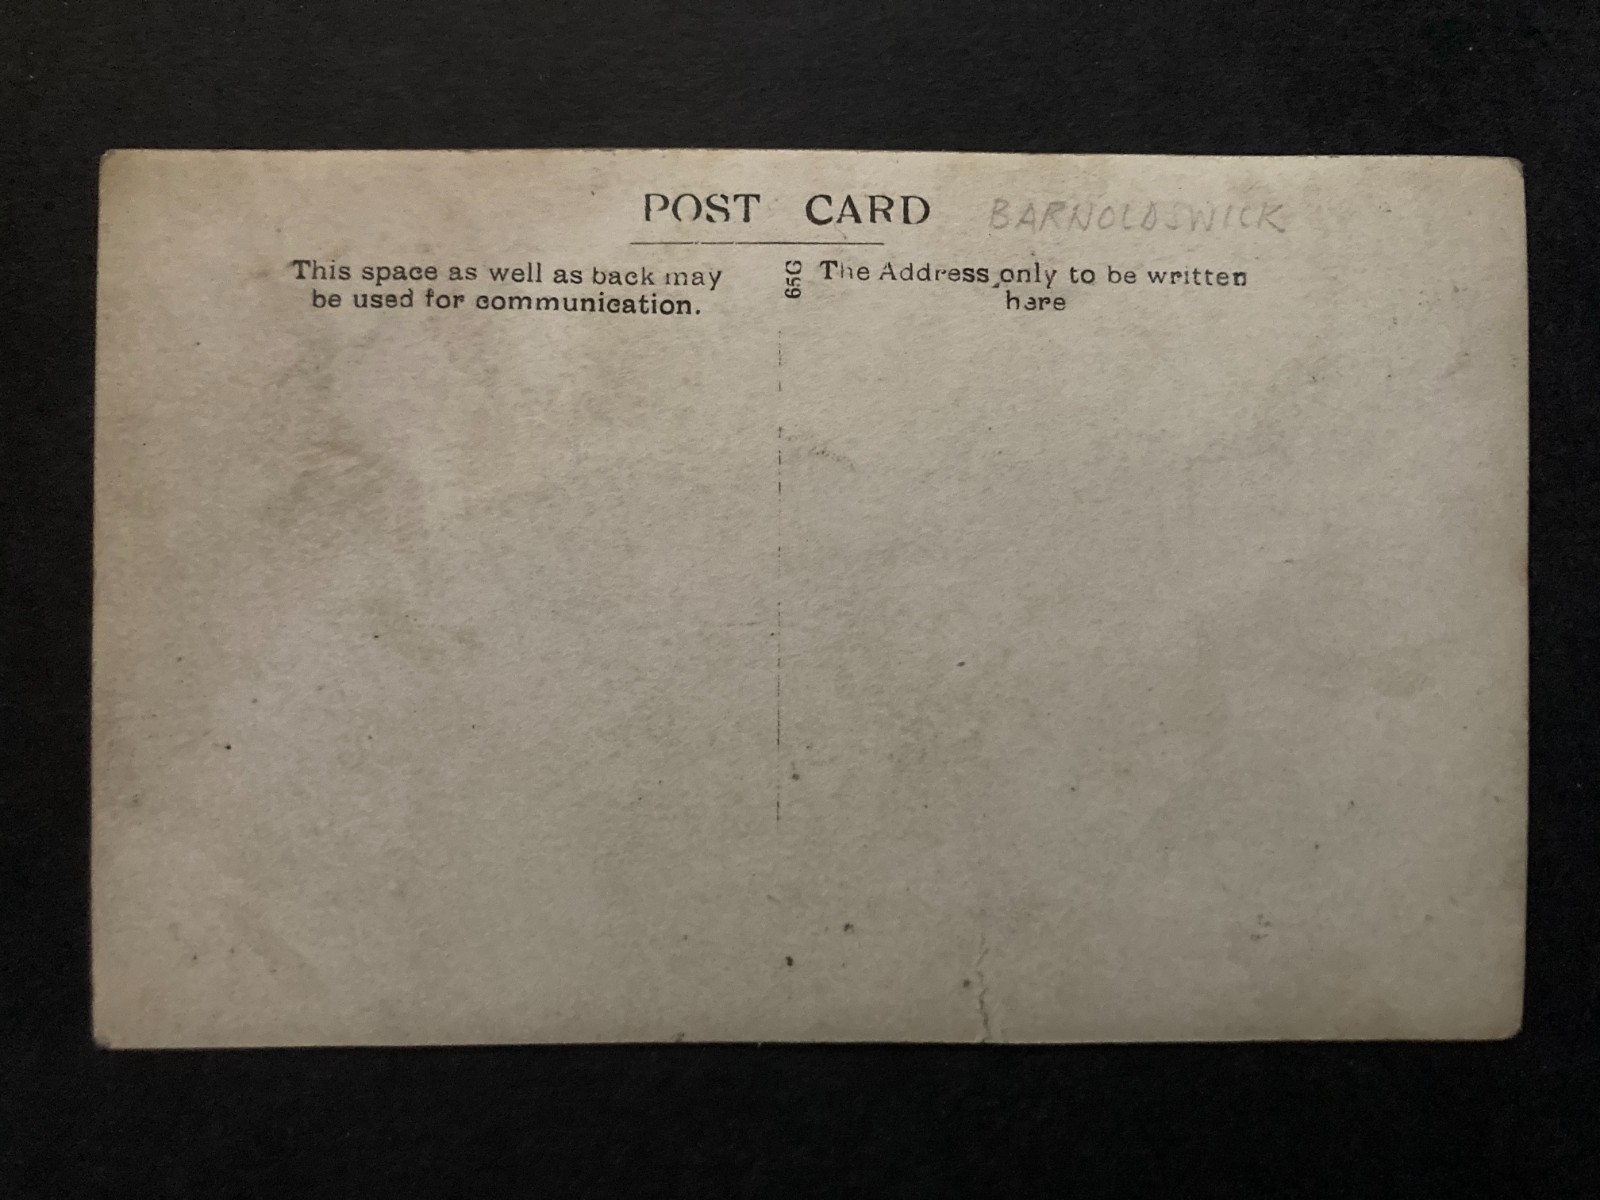 POST CARD BARNOLDSWICK
This space as well as back may
be used for communication.
65G
The Address only to be written
here